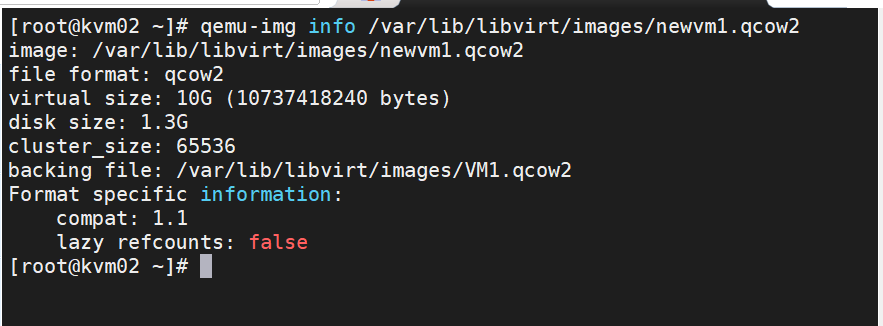 [root@kvm02 ~]# qemu-img info /var/lib/libvirt/images/newvm1.qcow2
image: /var/lib/libvirt/images/newvm1.qcow2
file format: qcow2
virtual size: 10G (10737418240 bytes)
disk size: 1.3G
cluster_size: 65536
backing file: /var/lib/libvirt/images/VM1.qcow2
Format specific information:
    compat: 1.1
    lazy refcounts: false
[root@kvm02 ~]#